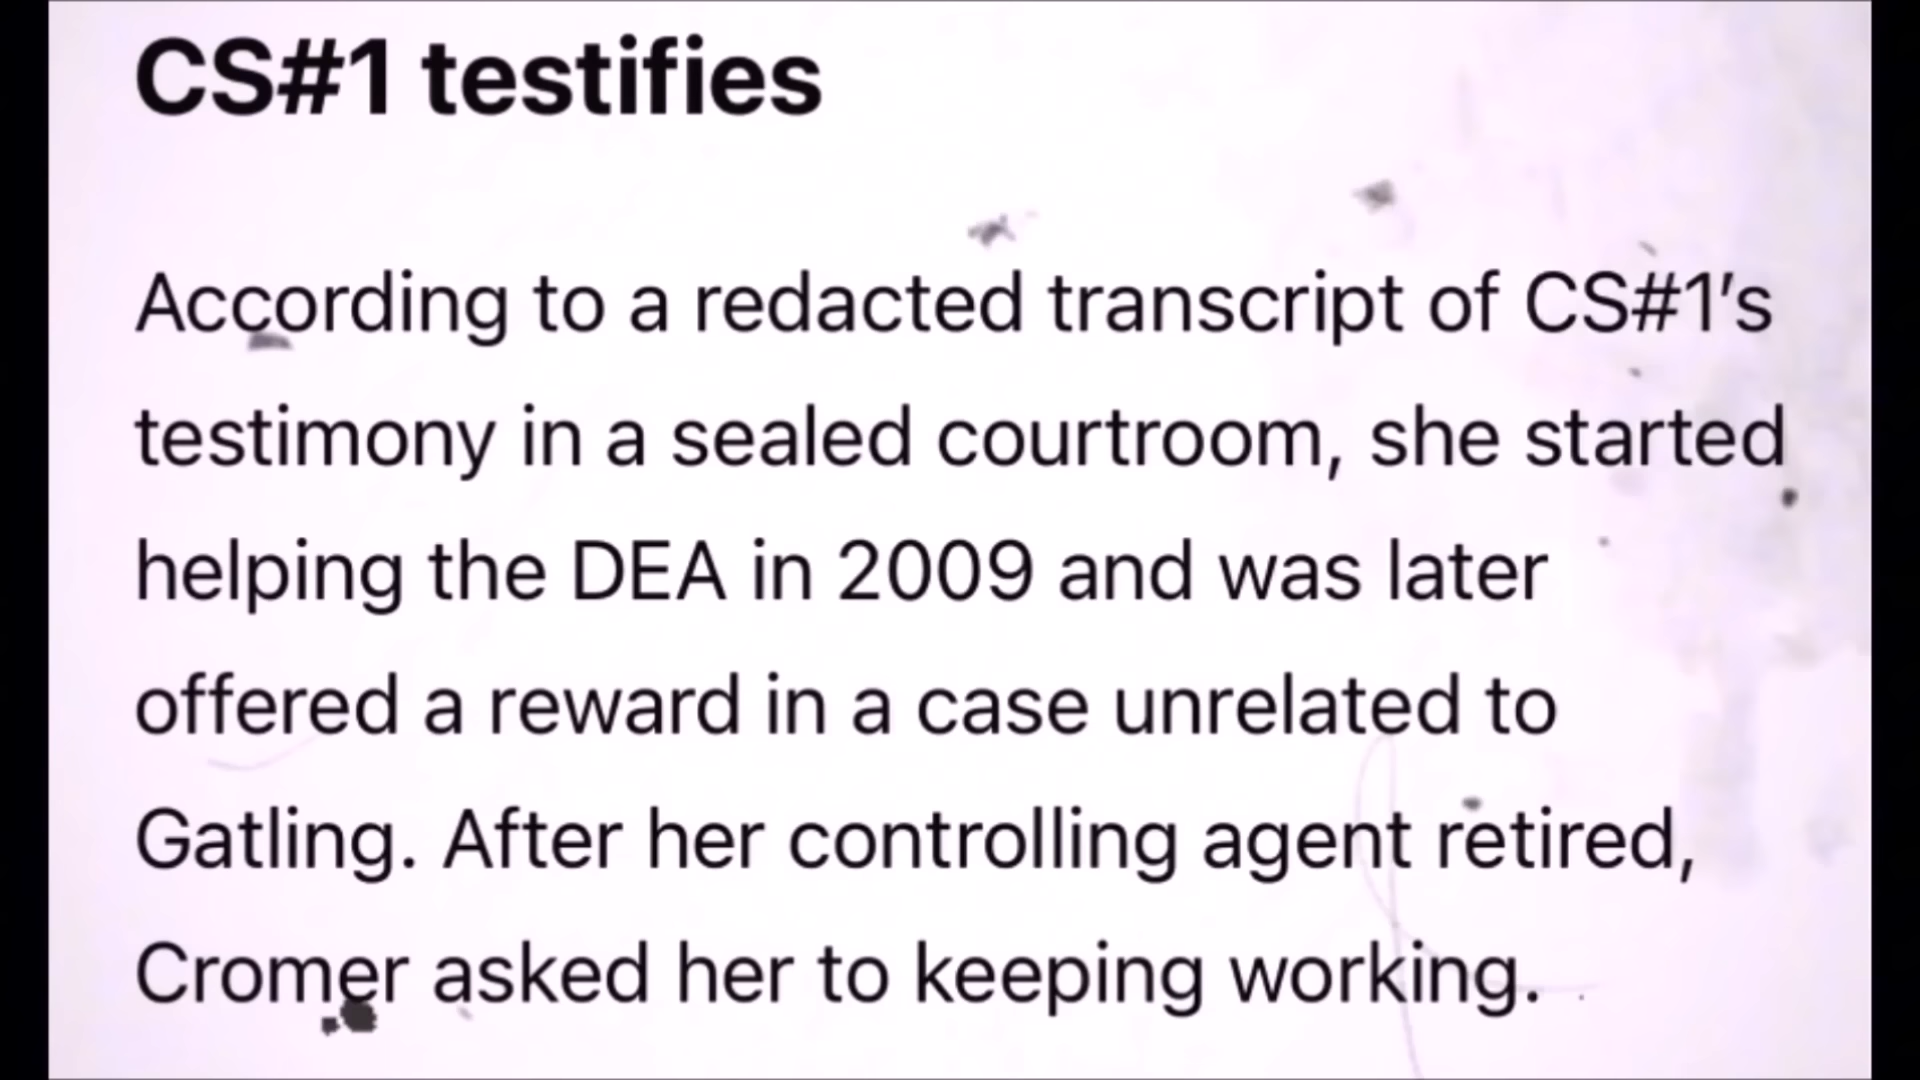 CS#1 testifies
According to a redacted transcript of CS#1's
testimony in a sealed courtroom, she started
helping the DEA in 2009 and was later
offered a reward in a case unrelated to
Gatling. After her controlling agent retired,
Cromer asked her to keeping working.